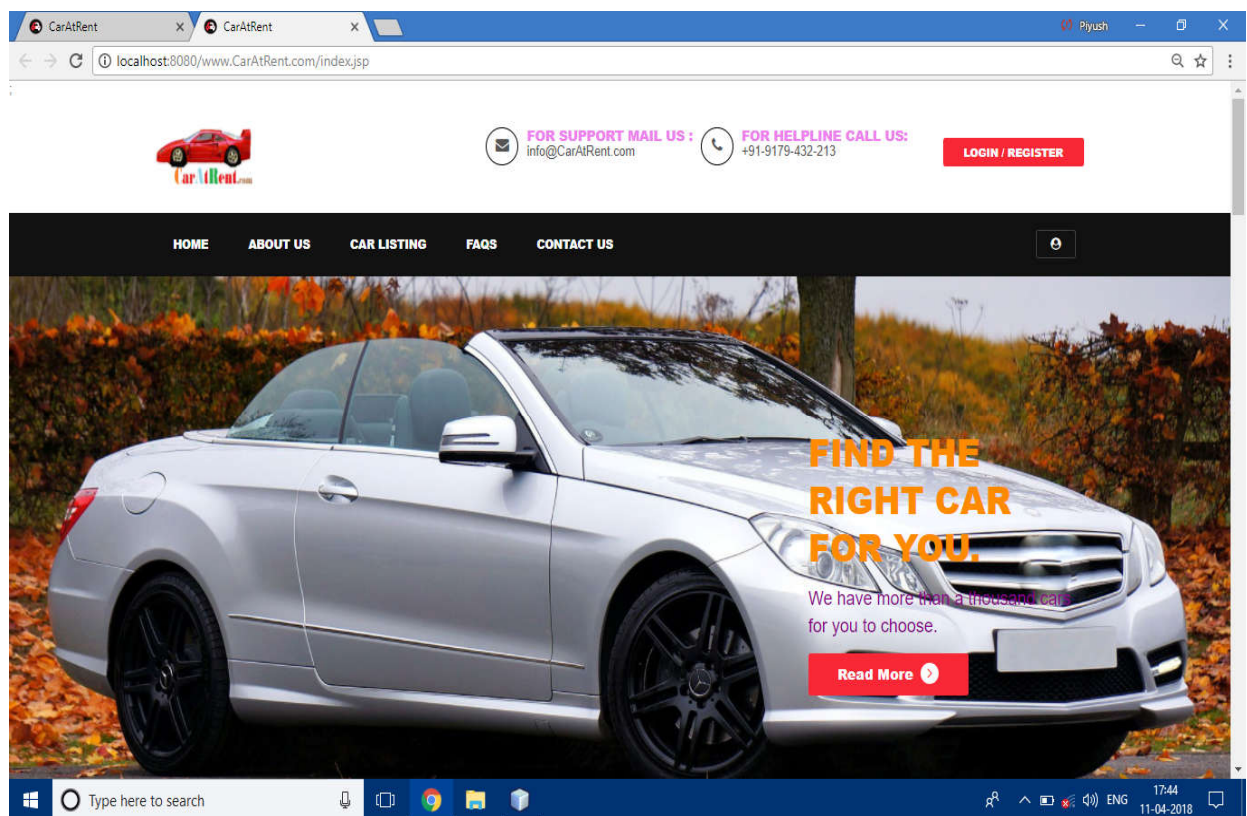 CarAtRent
CarAtRent
Piyush
localhost:8080/www.CarAtRent.com/index.jsp
;
CarAtRent.com
FOR SUPPORT MAIL US :
info@CarAtRent.com
FOR HELPLINE CALL US:
+91-9179-432-213
LOGIN / REGISTER
HOME
ABOUT US
CAR LISTING
FAQS
CONTACT US
FIND THE
RIGHT CAR
FOR YOU.
We have more than a thousand cars
for you to choose.
Read More
Type here to search
ENG
17:44
11-04-2018